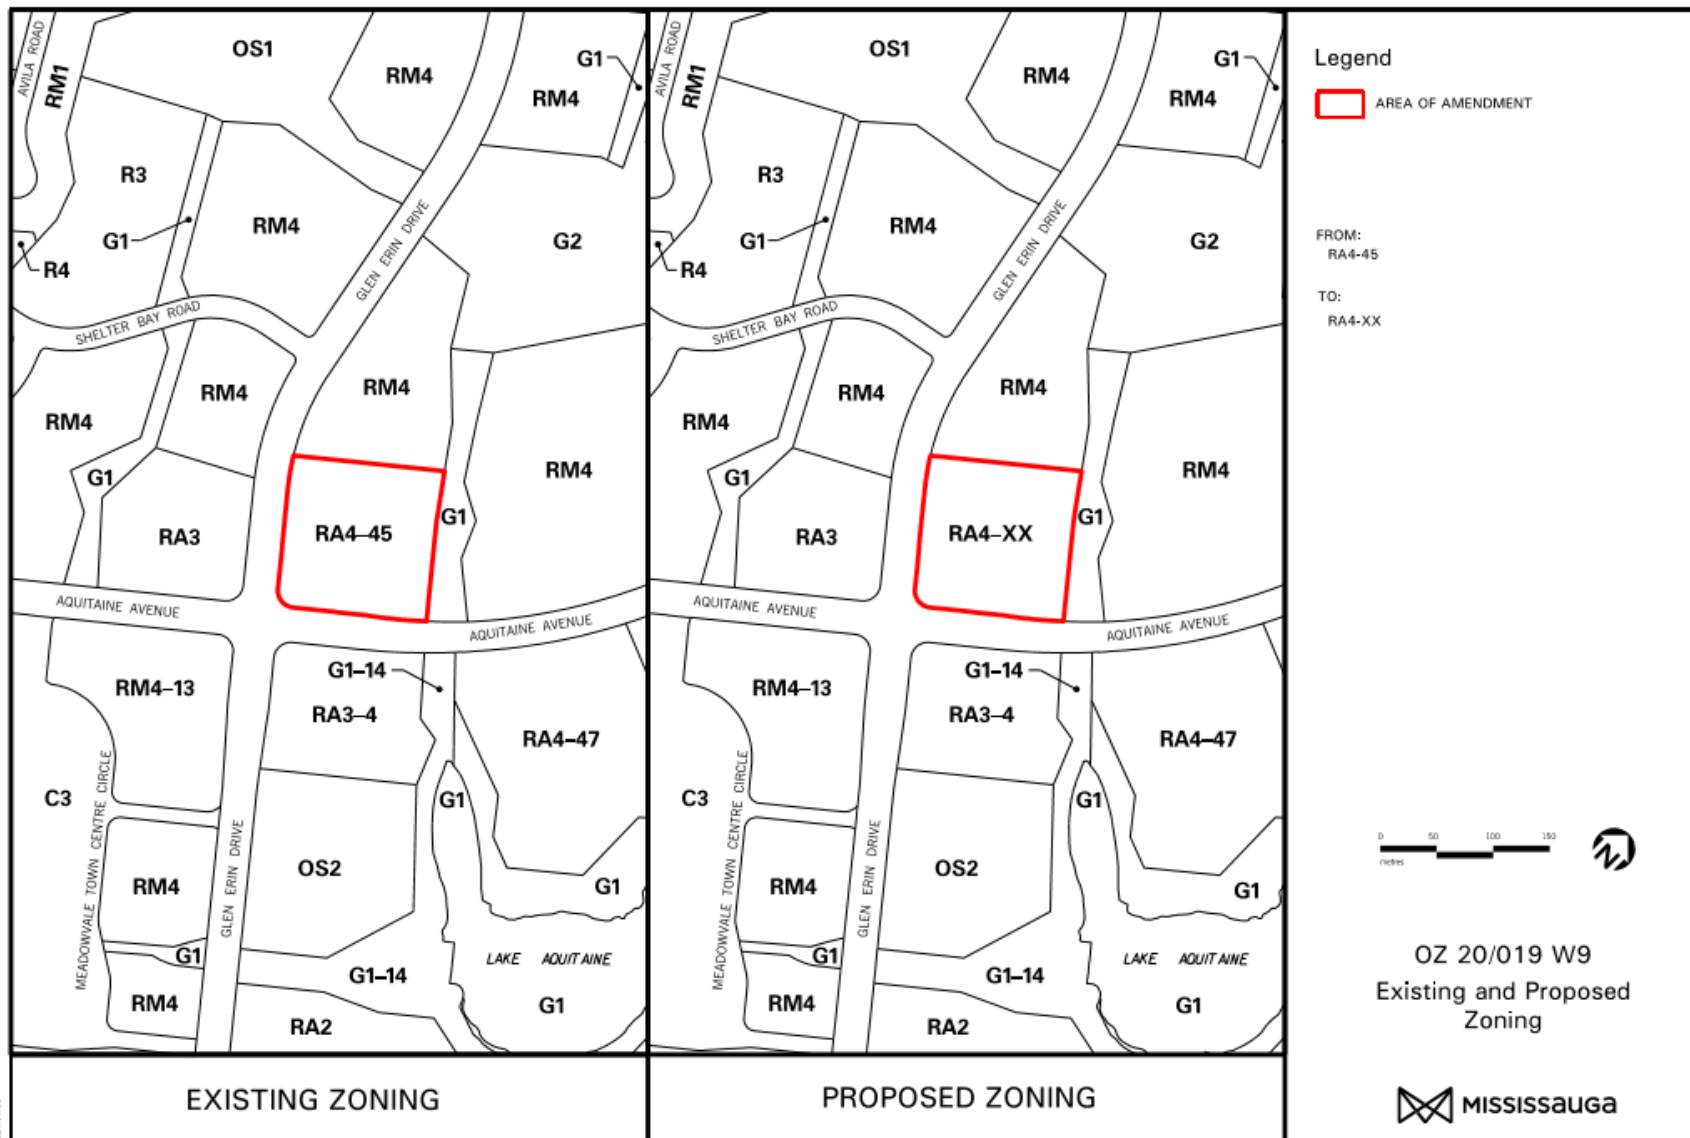 AVILA ROAD
RM1
OS1
RM4
G1
RM4
R3
G1
RM4
G2
R4
GLEN ERIN DRIVE
SHELTER BAY ROAD
RM4
RM4
RM4
RM4
G1
RA3
RA4–45
G1
AQUITAINE AVENUE
AQUITAINE AVENUE
RM4–13
G1–14
RA3–4
RA4–47
C3
MEADOWVALE TOWN CENTRE CIRCLE
G1
GLEN ERIN DRIVE
RM4
OS2
G1
G1
LAKE AQUITAINE
RM4
G1–14
G1
RA2
EXISTING ZONING
AVILA ROAD
RM1
OS1
RM4
G1
RM4
R3
G1
RM4
G2
R4
GLEN ERIN DRIVE
SHELTER BAY ROAD
RM4
RM4
RM4
RM4
G1
RA3
RA4–XX
G1
AQUITAINE AVENUE
AQUITAINE AVENUE
RM4–13
G1–14
RA3–4
RA4–47
C3
MEADOWVALE TOWN CENTRE CIRCLE
G1
GLEN ERIN DRIVE
RM4
OS2
G1
G1
LAKE AQUITAINE
RM4
G1–14
G1
RA2
PROPOSED ZONING
Legend
AREA OF AMENDMENT
FROM:
RA4-45
TO:
RA4-XX
0 50 100 150
metres
N
OZ 20/019 W9
Existing and Proposed
Zoning
MISSISSAUGA